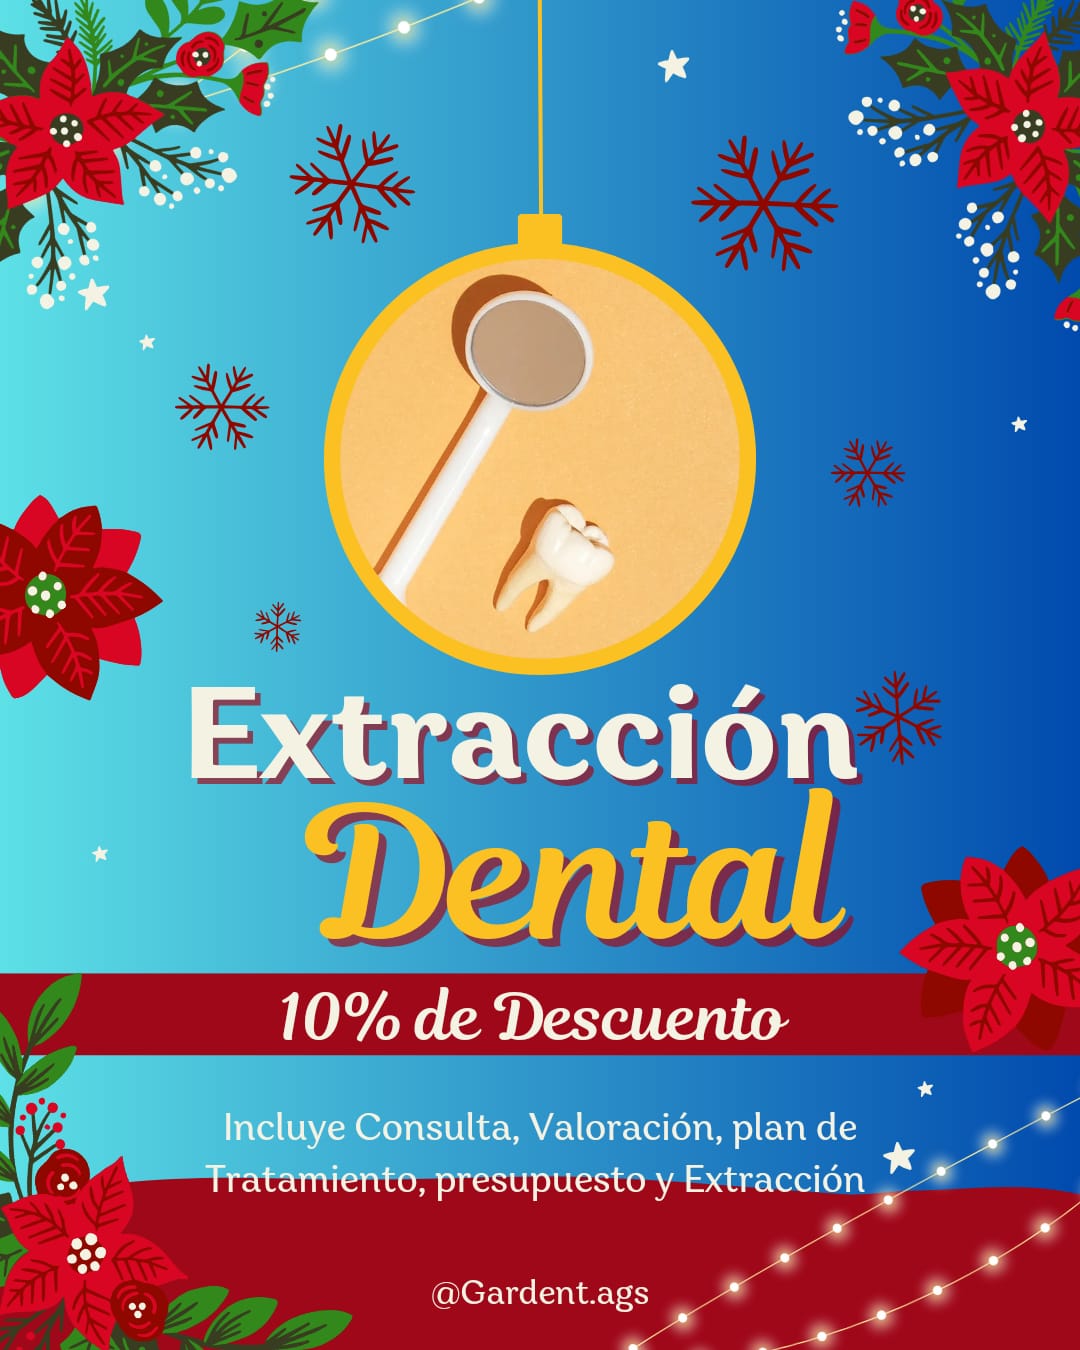 Extracción
Dental
10% de Descuento
Incluye Consulta, Valoración, plan de
Tratamiento, presupuesto y Extracción
@Gardent.ags